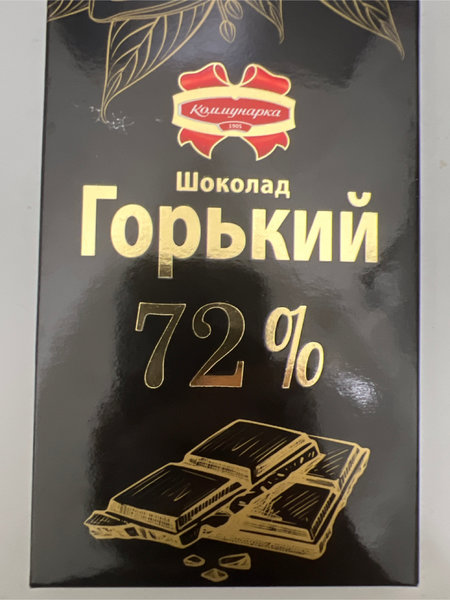 Коммунарка
1905
Шоколад
Горький
72%